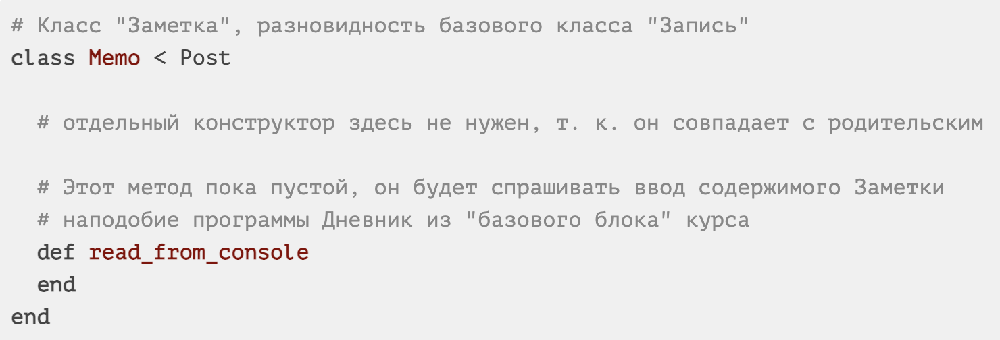 # Класс "Заметка", разновидность базового класса "Запись"
class Memo < Post
# отдельный конструктор здесь не нужен, т. к. он совпадает с родительским
# Этот метод пока пустой, он будет спрашивать ввод содержимого Заметки
# наподобие программы Дневник из "базового блока" курса
def read_from_console
end
end